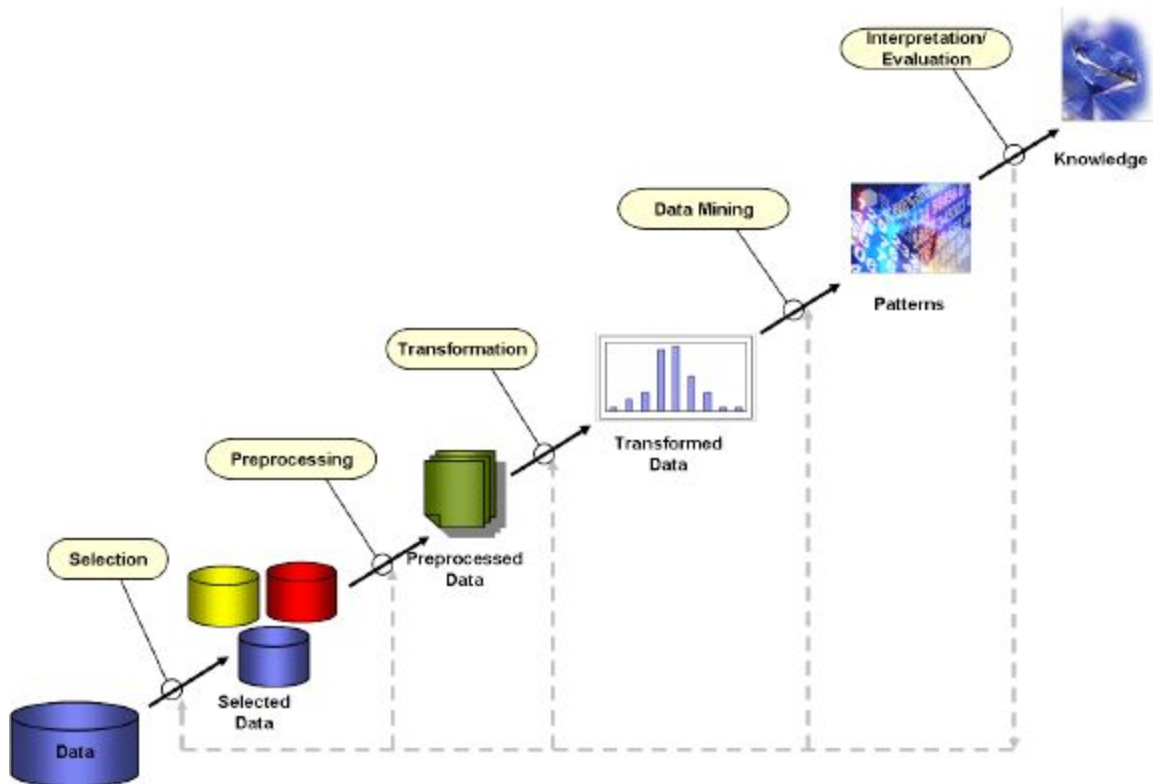 Interpretation/
Evaluation
Knowledge
Data Mining
Patterns
Transformation
Transformed
Data
Preprocessing
Preprocessed
Data
Selection
Selected
Data
Data